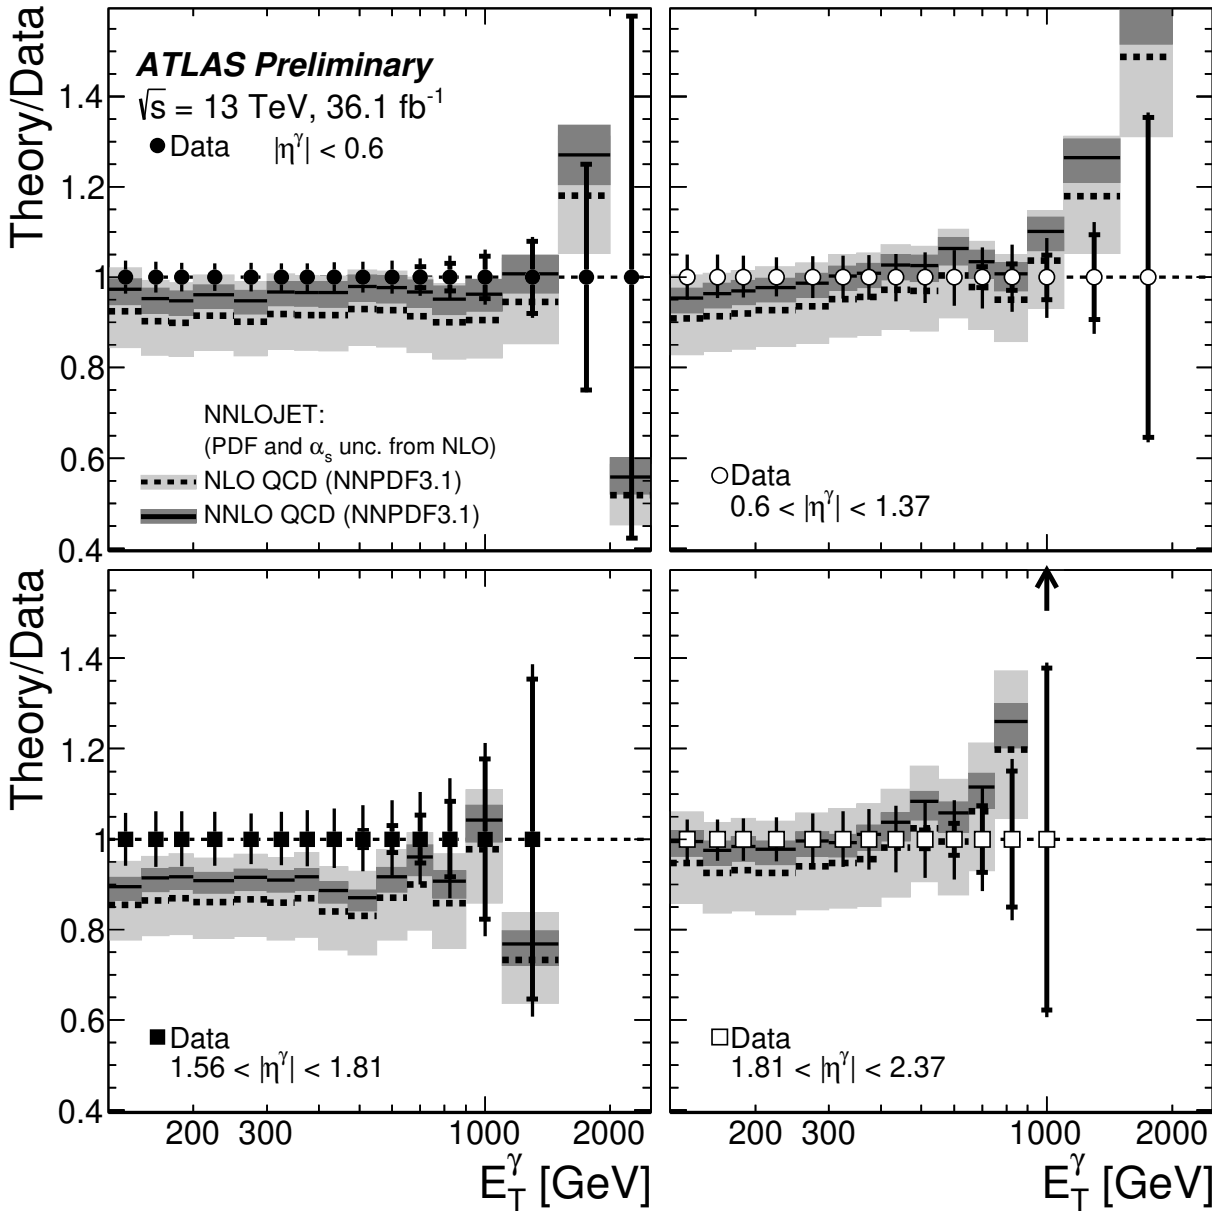 Theory/Data
1.4
1.2
1
0.8
0.6
0.4
ATLAS Preliminary
√s = 13 TeV, 36.1 fb⁻¹
Data |η^γ| < 0.6
NNLOJET:
(PDF and α_s unc. from NLO)
NLO QCD (NNPDF3.1)
NNLO QCD (NNPDF3.1)
Data
0.6 < |η^γ| < 1.37
Theory/Data
1.4
1.2
1
0.8
0.6
0.4
Data
1.56 < |η^γ| < 1.81
Data
1.81 < |η^γ| < 2.37
200 300 1000 2000
E_T^γ [GeV]
200 300 1000 2000
E_T^γ [GeV]